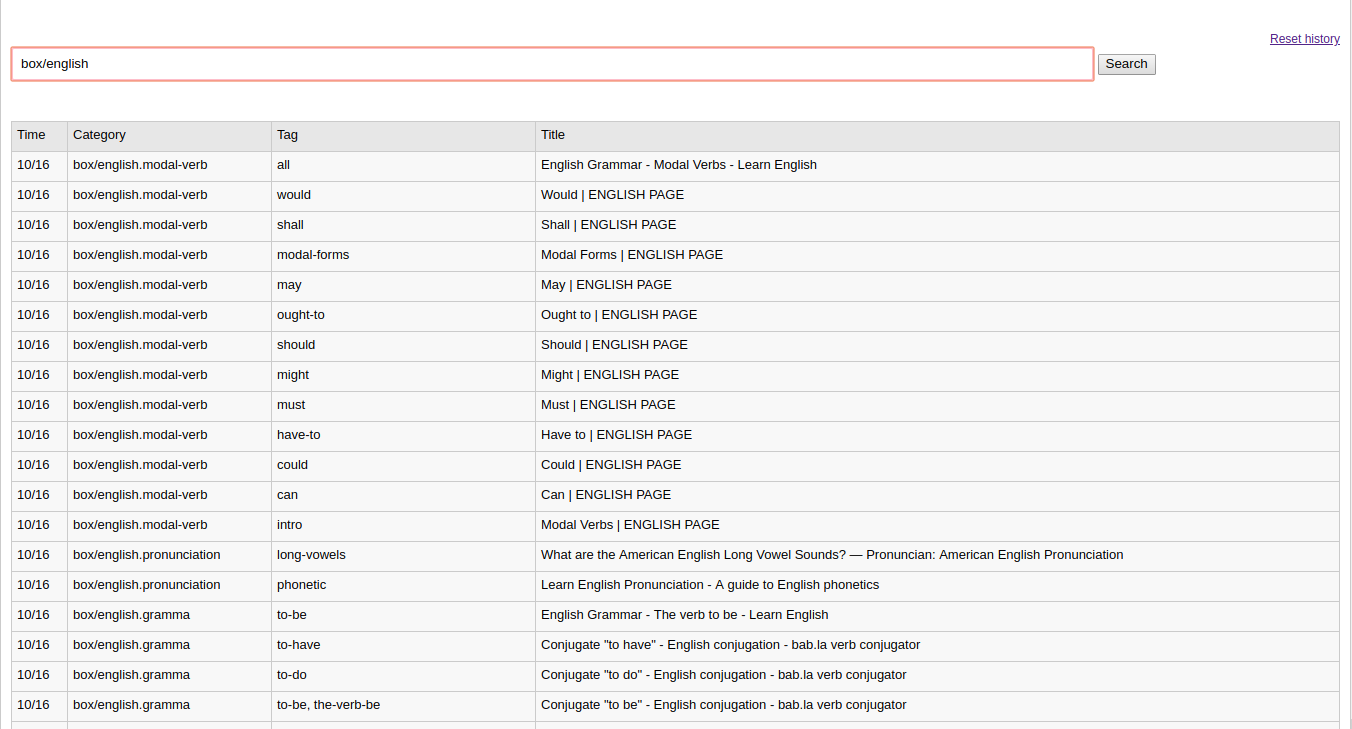 Reset history
box/english Search
Time Category Tag Title
10/16 box/english.modal-verb all English Grammar - Modal Verbs - Learn English
10/16 box/english.modal-verb would Would | ENGLISH PAGE
10/16 box/english.modal-verb shall Shall | ENGLISH PAGE
10/16 box/english.modal-verb modal-forms Modal Forms | ENGLISH PAGE
10/16 box/english.modal-verb may May | ENGLISH PAGE
10/16 box/english.modal-verb ought-to Ought to | ENGLISH PAGE
10/16 box/english.modal-verb should Should | ENGLISH PAGE
10/16 box/english.modal-verb might Might | ENGLISH PAGE
10/16 box/english.modal-verb must Must | ENGLISH PAGE
10/16 box/english.modal-verb have-to Have to | ENGLISH PAGE
10/16 box/english.modal-verb could Could | ENGLISH PAGE
10/16 box/english.modal-verb can Can | ENGLISH PAGE
10/16 box/english.modal-verb intro Modal Verbs | ENGLISH PAGE
10/16 box/english.pronunciation long-vowels What are the American English Long Vowel Sounds? — Pronuncian: American English Pronunciation
10/16 box/english.pronunciation phonetic Learn English Pronunciation - A guide to English phonetics
10/16 box/english.gramma to-be English Grammar - The verb to be - Learn English
10/16 box/english.gramma to-have Conjugate "to have" - English conjugation - bab.la verb conjugator
10/16 box/english.gramma to-do Conjugate "to do" - English conjugation - bab.la verb conjugator
10/16 box/english.gramma to-be, the-verb-be Conjugate "to be" - English conjugation - bab.la verb conjugator